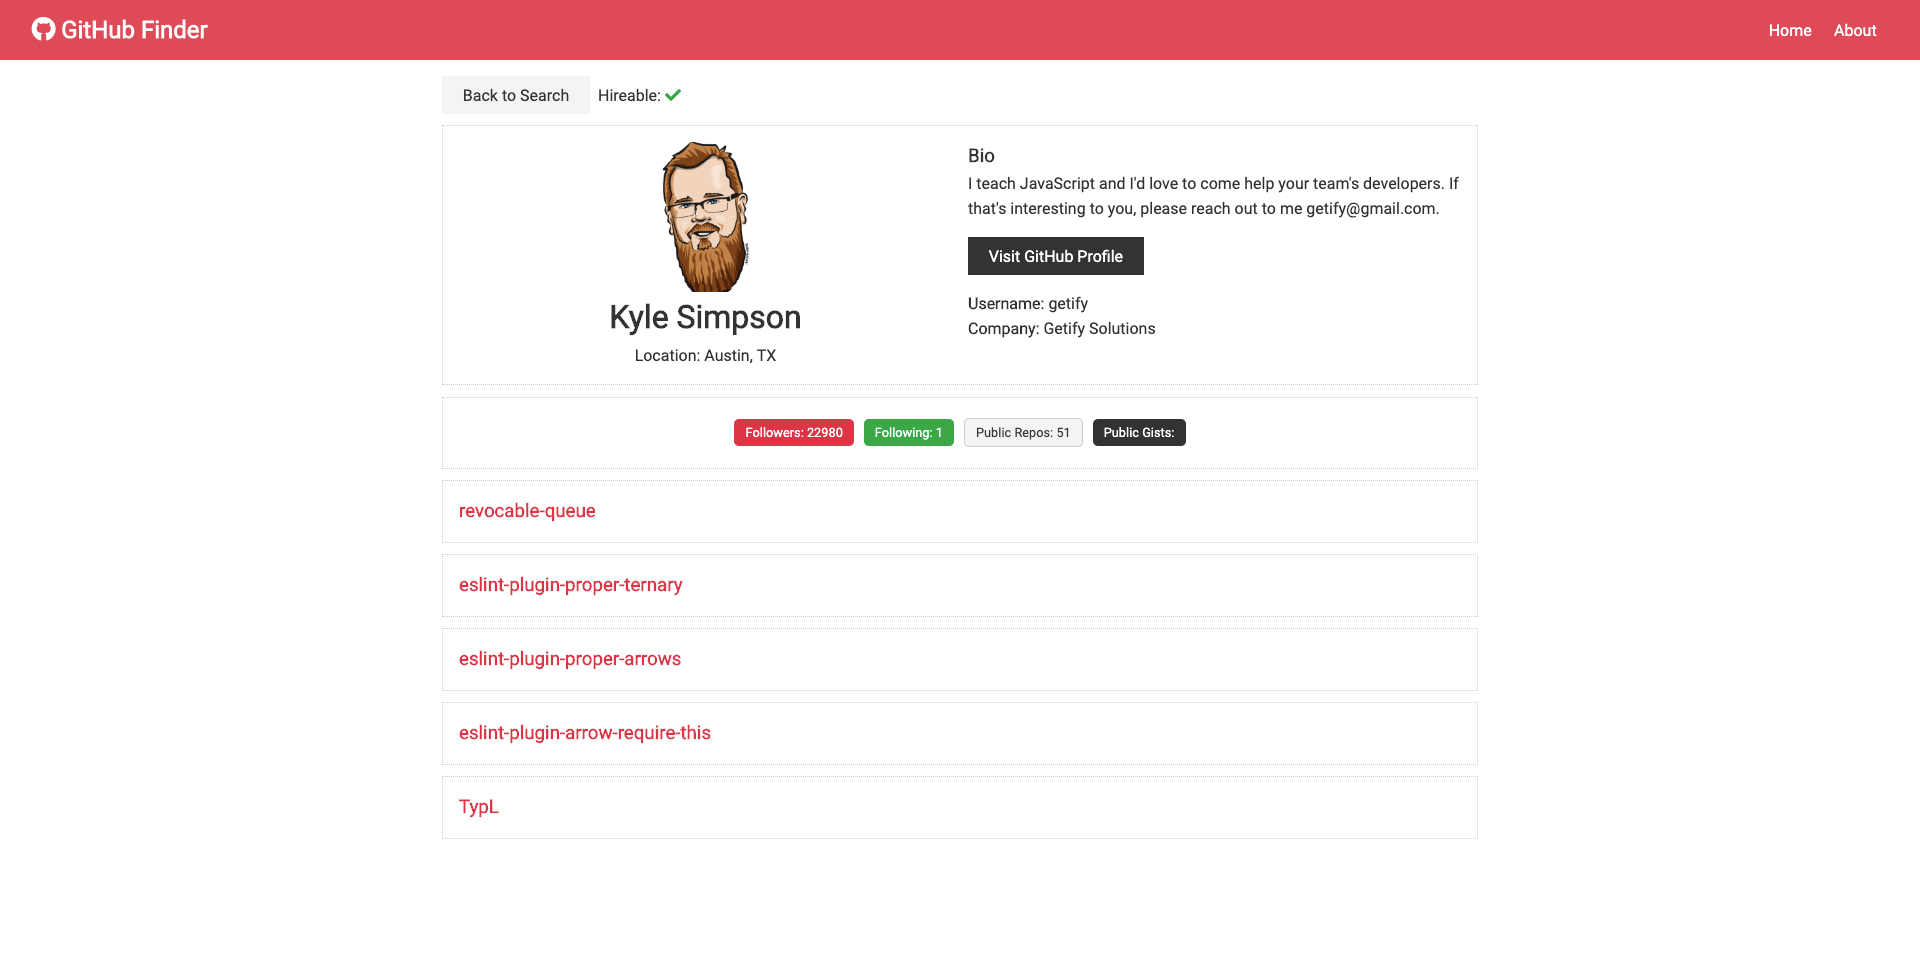 GitHub Finder
Home
About
Back to Search
Hireable:
Kyle Simpson
Location: Austin, TX
Bio
I teach JavaScript and I'd love to come help your team's developers. If
that's interesting to you, please reach out to me getify@gmail.com.
Visit GitHub Profile
Username: getify
Company: Getify Solutions
Followers: 22980
Following: 1
Public Repos: 51
Public Gists:
revocable-queue
eslint-plugin-proper-ternary
eslint-plugin-proper-arrows
eslint-plugin-arrow-require-this
TypL